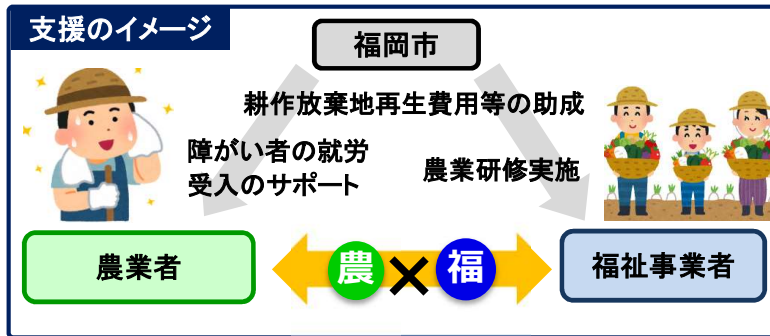 支援のイメージ
福岡市
耕作放棄地再生費用等の助成
障がい者の就労
受入のサポート
農業研修実施
農業者
農×福
福祉事業者